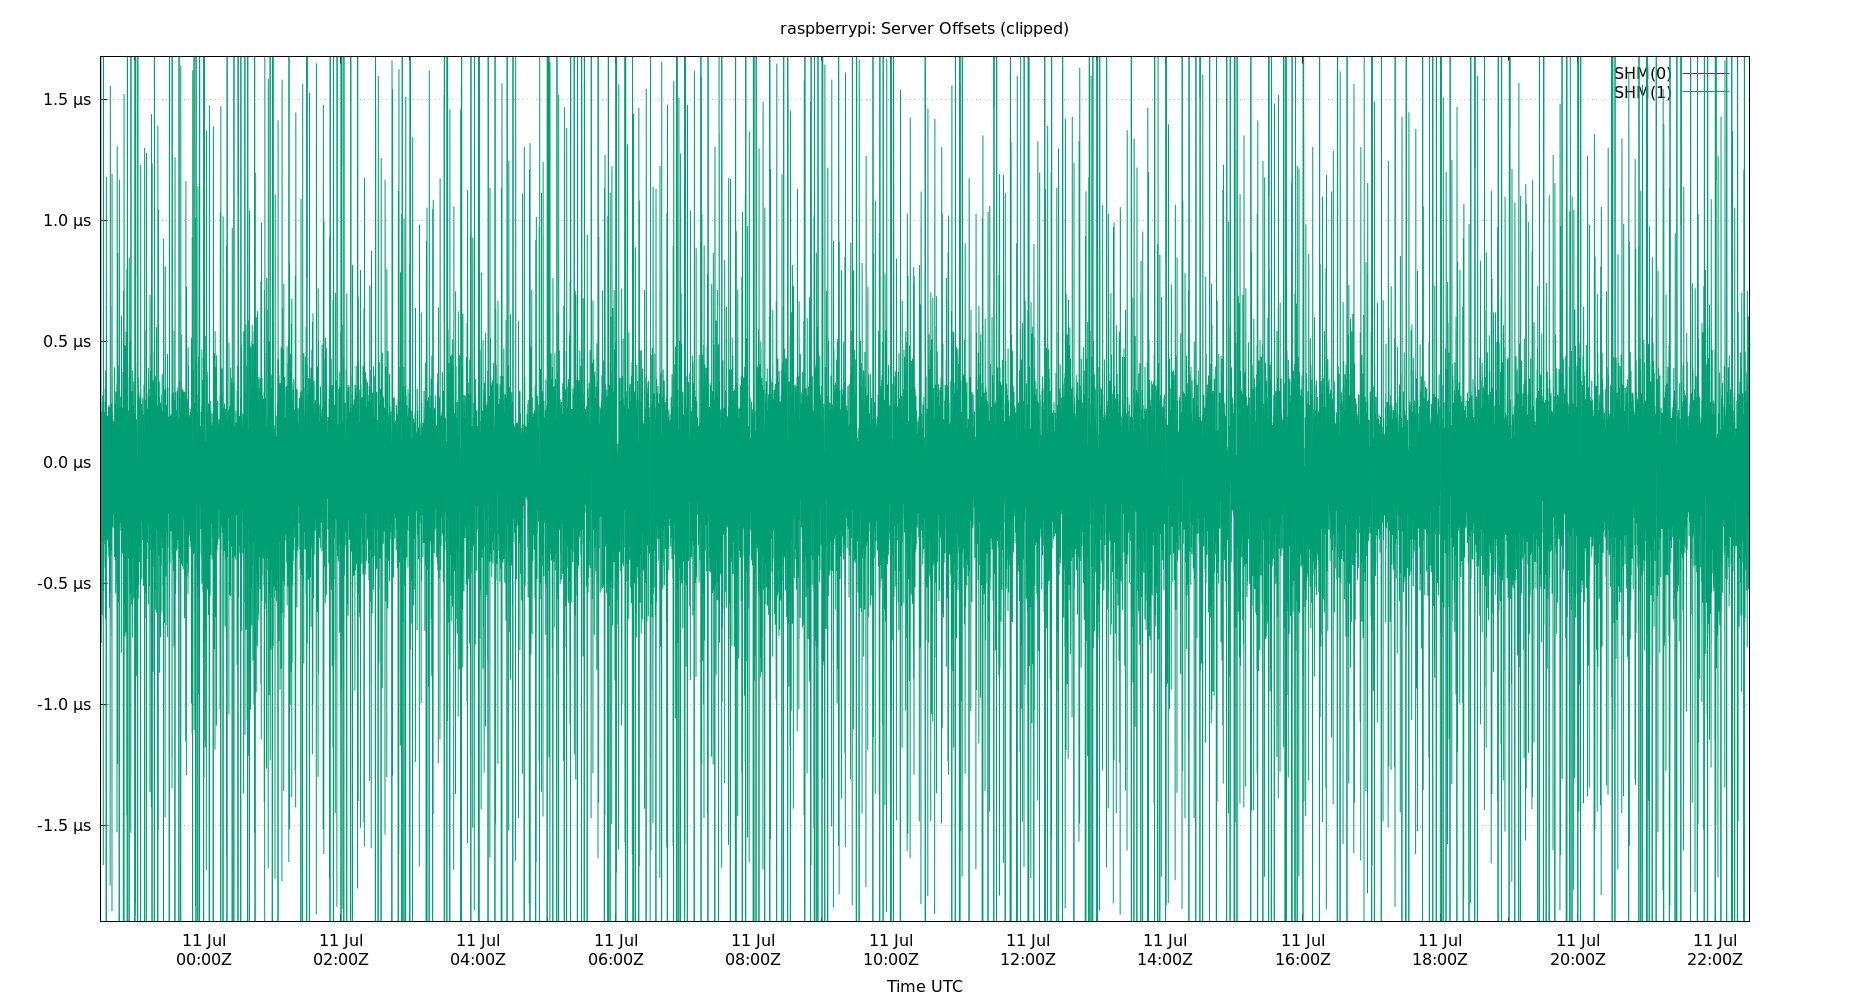 raspberrypi: Server Offsets (clipped)
SHM(0)
SHM(1)
1.5 µs
1.0 µs
0.5 µs
0.0 µs
-0.5 µs
-1.0 µs
-1.5 µs
11 Jul 11 Jul 11 Jul 11 Jul 11 Jul 11 Jul 11 Jul 11 Jul 11 Jul 11 Jul 11 Jul 11 Jul
00:00Z 02:00Z 04:00Z 06:00Z 08:00Z 10:00Z 12:00Z 14:00Z 16:00Z 18:00Z 20:00Z 22:00Z
Time UTC